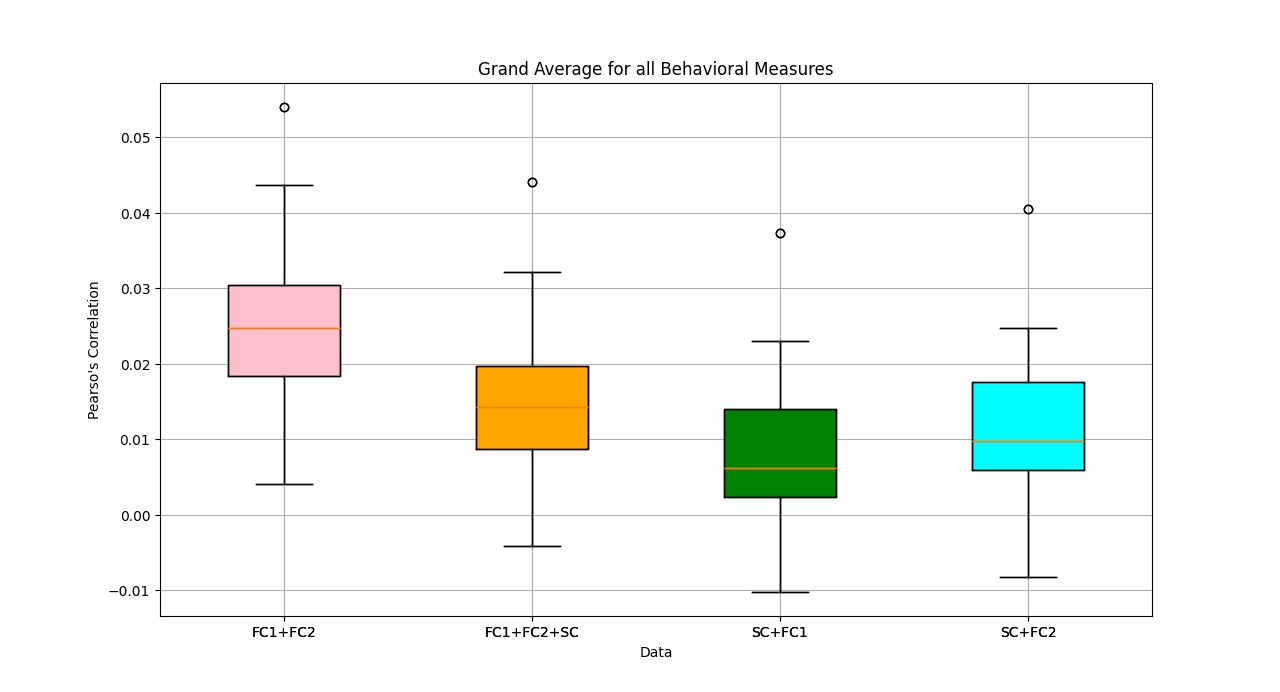 Grand Average for all Behavioral Measures
Pearso's Correlation
0.05
0.04
0.03
0.02
0.01
0.00
−0.01
FC1+FC2
FC1+FC2+SC
SC+FC1
SC+FC2
Data